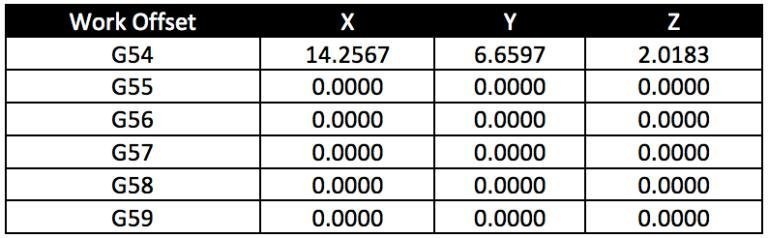 Work Offset X Y Z
G54 14.2567 6.6597 2.0183
G55 0.0000 0.0000 0.0000
G56 0.0000 0.0000 0.0000
G57 0.0000 0.0000 0.0000
G58 0.0000 0.0000 0.0000
G59 0.0000 0.0000 0.0000